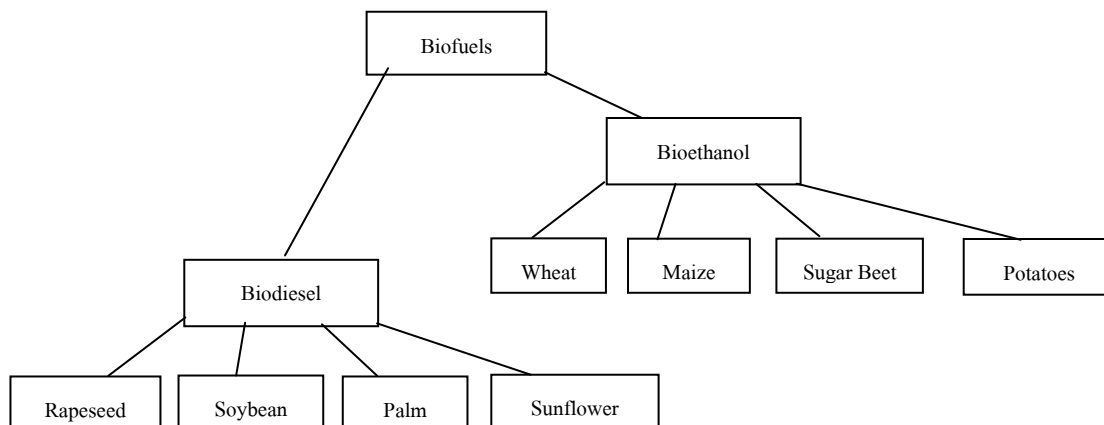 Biofuels
Bioethanol
Wheat
Maize
Sugar Beet
Potatoes
Biodiesel
Rapeseed
Soybean
Palm
Sunflower